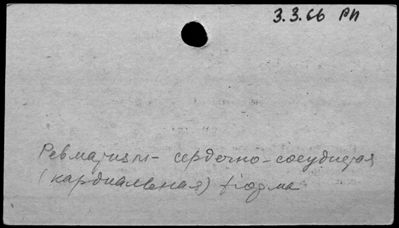 3.3.66 РП
Ревматизм - сердечно-сосудистая
(кардиальная) форма